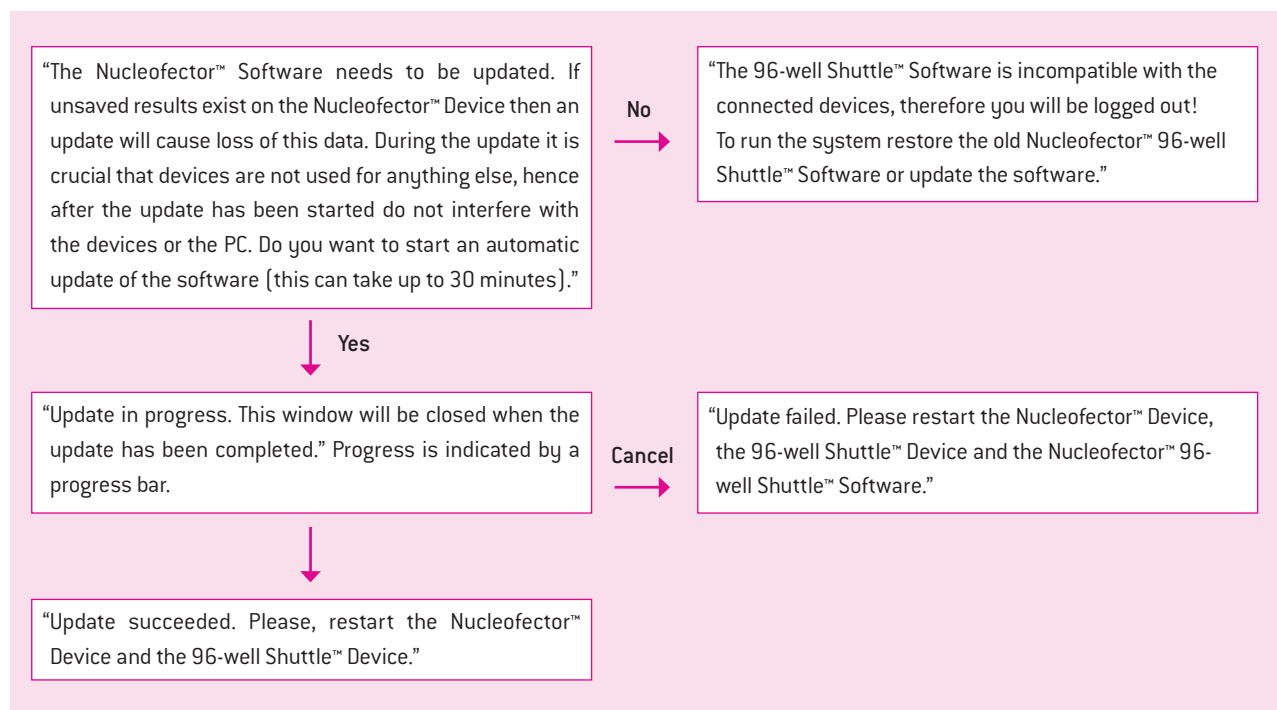 “The Nucleofector™ Software needs to be updated. If
unsaved results exist on the Nucleofector™ Device then an
update will cause loss of this data. During the update it is
crucial that devices are not used for anything else, hence
after the update has been started do not interfere with
the devices or the PC. Do you want to start an automatic
update of the software (this can take up to 30 minutes).”
No
“The 96-well Shuttle™ Software is incompatible with the
connected devices, therefore you will be logged out!
To run the system restore the old Nucleofector™ 96-well
Shuttle™ Software or update the software.”
Yes
“Update in progress. This window will be closed when the
update has been completed.” Progress is indicated by a
progress bar.
Cancel
“Update failed. Please restart the Nucleofector™ Device,
the 96-well Shuttle™ Device and the Nucleofector™ 96-
well Shuttle™ Software.”
“Update succeeded. Please, restart the Nucleofector™
Device and the 96-well Shuttle™ Device.”